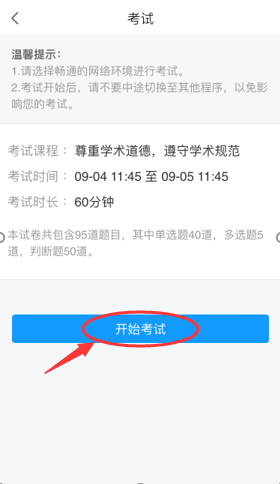 考试
温馨提示：
1.请选择畅通的网络环境进行考试。
2.考试开始后，请不要中途切换至其他程序，以免影
响您的考试。
考试课程： 尊重学术道德，遵守学术规范
考试时间： 09-04 11:45 至 09-05 11:45
考试时长： 60分钟
本试卷共包含95道题目，其中单选题40道，多选题5
道，判断题50道。
开始考试